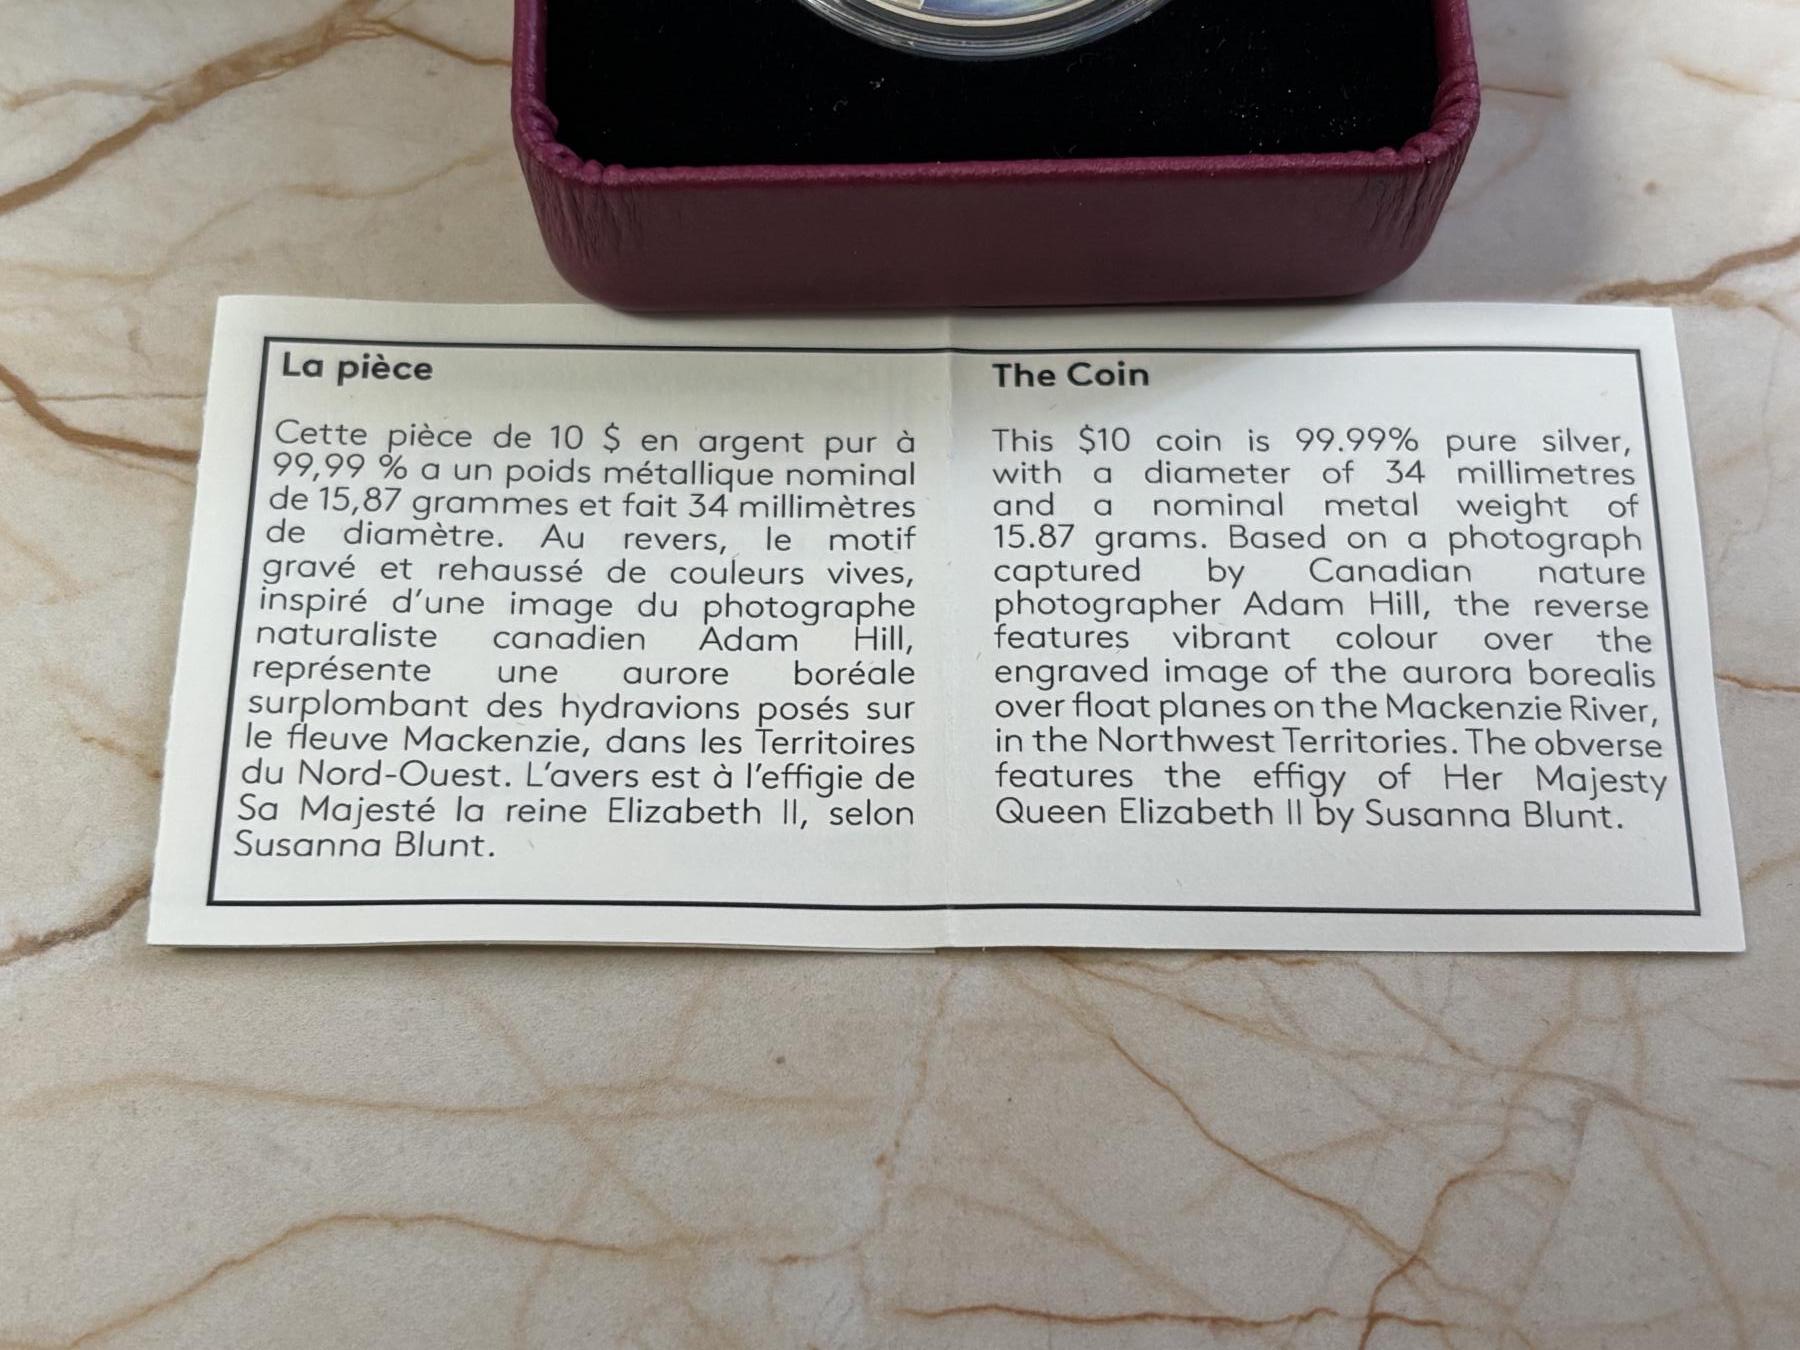 La pièce
Cette pièce de 10 $ en argent pur à
99,99 % a un poids métallique nominal
de 15,87 grammes et fait 34 millimètres
de diamètre. Au revers, le motif
gravé et rehaussé de couleurs vives,
inspiré d’une image du photographe
naturaliste canadien Adam Hill,
représente une aurore boréale
surplombant des hydravions posés sur
le fleuve Mackenzie, dans les Territoires
du Nord-Ouest. L’avers est à l’effigie de
Sa Majesté la reine Elizabeth II, selon
Susanna Blunt.
The Coin
This $10 coin is 99.99% pure silver,
with a diameter of 34 millimetres
and a nominal metal weight of
15.87 grams. Based on a photograph
captured by Canadian nature
photographer Adam Hill, the reverse
features vibrant colour over the
engraved image of the aurora borealis
over float planes on the Mackenzie River,
in the Northwest Territories. The obverse
features the effigy of Her Majesty
Queen Elizabeth II by Susanna Blunt.